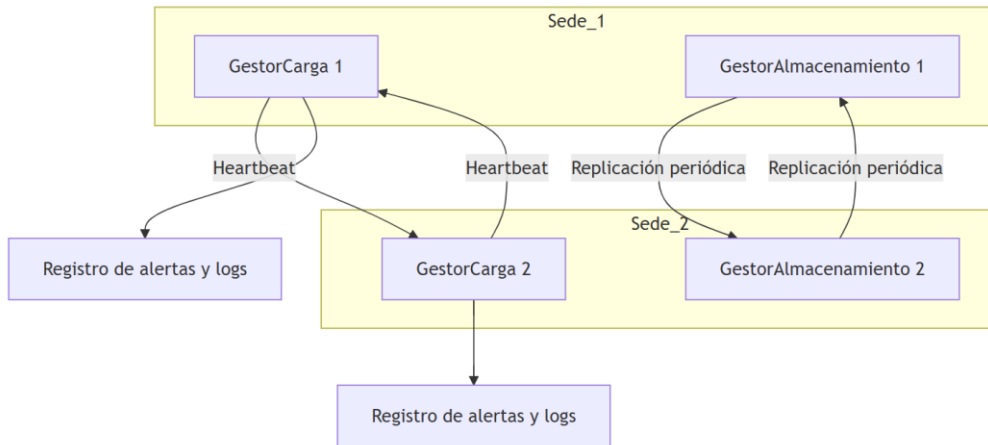 Sede_1
GestorCarga 1
GestorAlmacenamiento 1
Heartbeat
Heartbeat
Replicación periódica
Replicación periódica
Sede_2
Registro de alertas y logs
GestorCarga 2
GestorAlmacenamiento 2
Registro de alertas y logs